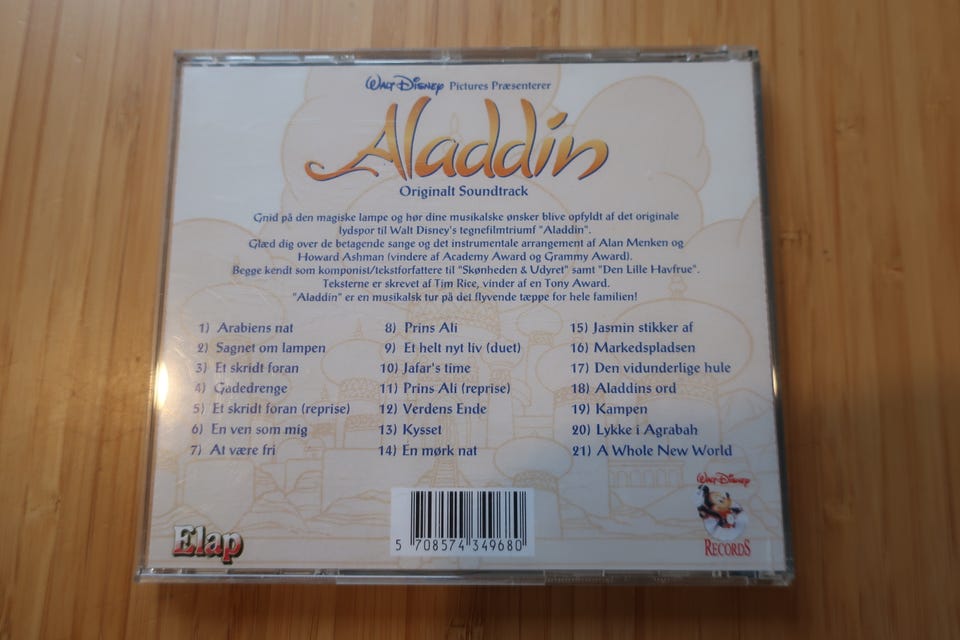 Walt Disney Pictures Præsenterer
Aladdin
Originalt Soundtrack
Gnid på den magiske lampe og hør dine musikalske ønsker blive opfyldt af det originale
lydspor til Walt Disney's tegnefilmtriumf "Aladdin".
Glæd dig over de betagende sange og det instrumentale arrangement af Alan Menken og
Howard Ashman (vindere af Academy Award og Grammy Award).
Begge kendt som komponist/tekstforfattere til "Skønheden & Udyret" samt "Den Lille Havfrue".
Teksterne er skrevet af Tim Rice, vinder af en Tony Award.
"Aladdin" er en musikalsk tur på det flyvende tæppe for hele familien!
1) Arabiens nat
2) Sagnet om lampen
3) Et skridt foran
4) Gadedrenge
5) Et skridt foran (reprise)
6) En ven som mig
7) At være fri
8) Prins Ali
9) Et helt nyt liv (duet)
10) Jafar's time
11) Prins Ali (reprise)
12) Verdens Ende
13) Kysset
14) En mørk nat
15) Jasmin stikker af
16) Markedspladsen
17) Den vidunderlige hule
18) Aladdins ord
19) Kampen
20) Lykke i Agrabah
21) A Whole New World
Elap
5 708574 349680
Walt Disney
RECORDS